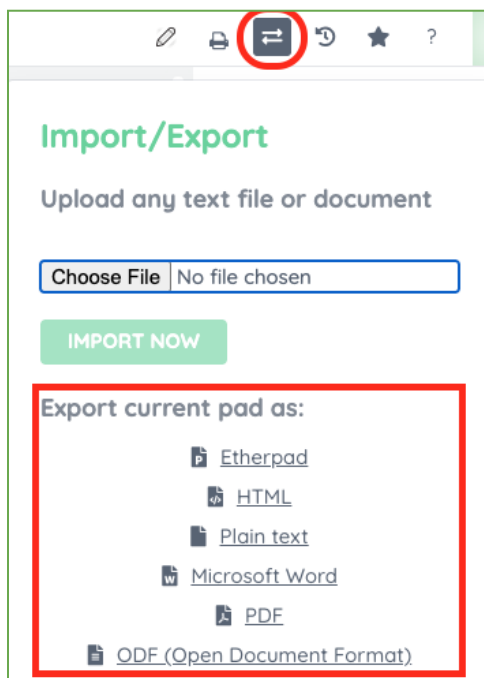 ?
Import/Export
Upload any text file or document
Choose File No file chosen
IMPORT NOW
Export current pad as:
Etherpad
HTML
Plain text
Microsoft Word
PDF
ODF (Open Document Format)